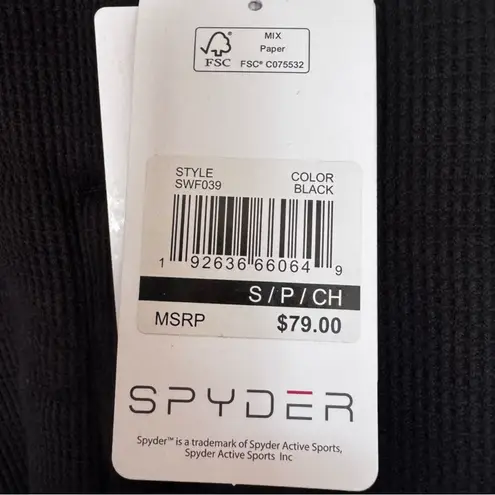 MIX
Paper
FSC
FSC® C075532
STYLE COLOR
SWF039 BLACK
1 92636 66064 9
S / P / CH
MSRP $79.00
SPYDER
Spyder™ is a trademark of Spyder Active Sports,
Spyder Active Sports Inc